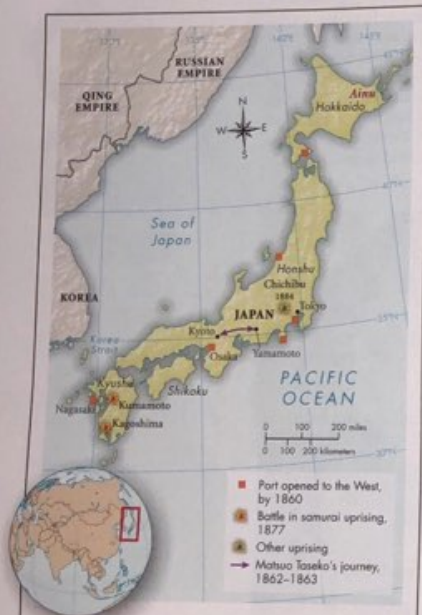 RUSSIAN
EMPIRE
QING
EMPIRE
N
W
E
S
Ainu
Hokkaido
Sea of
Japan
Honshu
Chichibu
1884
KOREA
JAPAN
Tokyo
Kyoto
Korea
Strait
Osaka
Yamamoto
Kyushu
Shikoku
PACIFIC
OCEAN
Nagasaki
Kumamoto
Kagoshima
0 100 200 miles
0 100 200 kilometers
Port opened to the West,
by 1860
Battle in samurai uprising,
1877
Other uprising
Matsuo Taseko's journey,
1862–1863